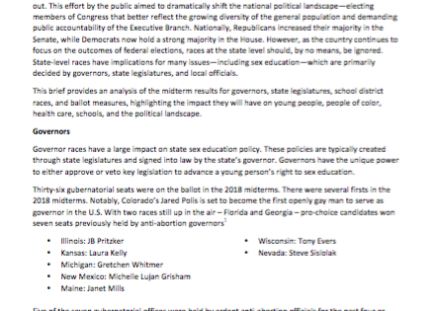 out. This effort by the public aimed to dramatically shift the national political landscape—electing
members of Congress that better reflect the growing diversity of the general population and demanding
public accountability of the Executive Branch. Nationally, Republicans increased their majority in the
Senate, while Democrats now hold a strong majority in the House. However, as the country continues to
focus on the outcomes of federal elections, races at the state level should, by no means, be ignored.
State-level races have implications for many issues—including sex education—which are primarily
decided by governors, state legislatures, and local officials.
This brief provides an analysis of the midterm results for governors, state legislatures, school district
races, and ballot measures, highlighting the impact they will have on young people, people of color,
health care, schools, and the political landscape.
Governors
Governor races have a large impact on state sex education policy. These policies are typically created
through state legislatures and signed into law by the state's governor. Governors have the unique power
to either approve or veto key legislation to advance a young person's right to sex education.
Thirty-six gubernatorial seats were on the ballot in the 2018 midterms. There were several firsts in the
2018 midterms. Notably, Colorado's Jared Polis is set to become the first openly gay man to serve as
governor in the U.S. With two races still up in the air – Florida and Georgia – pro-choice candidates won
seven seats previously held by anti-abortion governors
• Illinois: JB Pritzker
• Kansas: Laura Kelly
• Michigan: Gretchen Whitmer
• New Mexico: Michelle Lujan Grisham
• Maine: Janet Mills
• Wisconsin: Tony Evers
• Nevada: Steve Sisolak